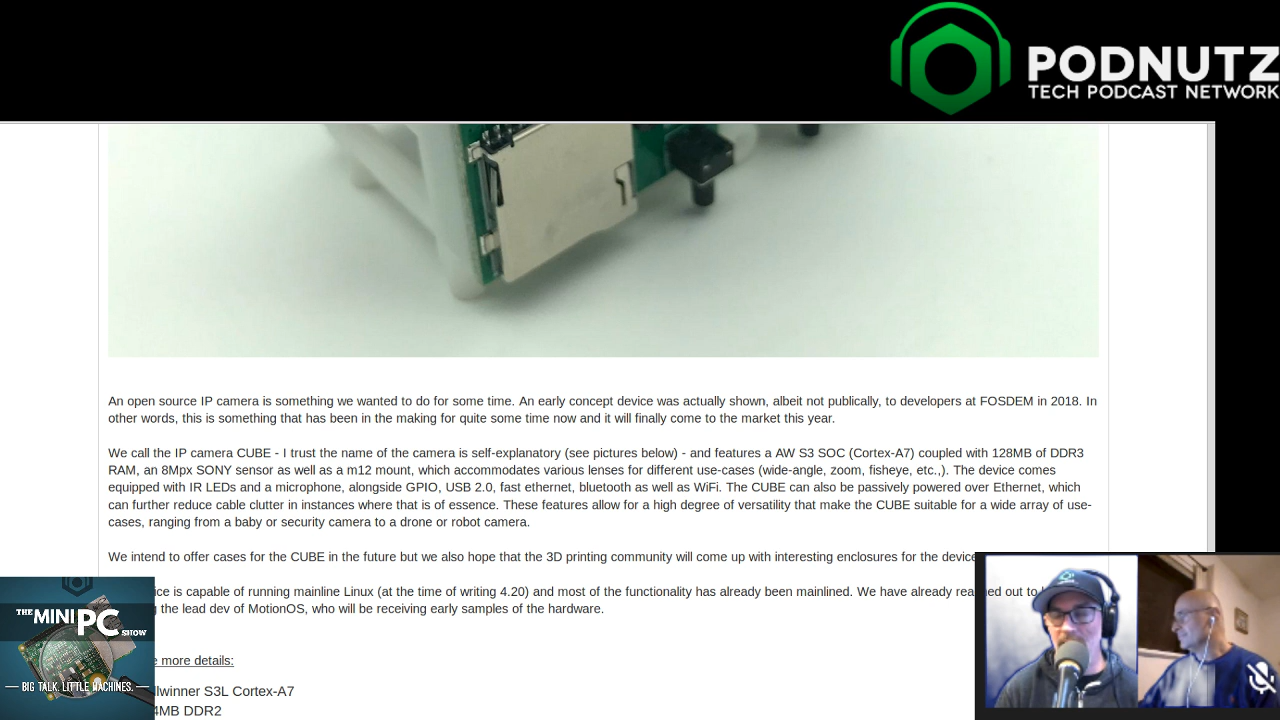 PODNUTZ
TECH PODCAST NETWORK
An open source IP camera is something we wanted to do for some time. An early concept device was actually shown, albeit not publically, to developers at FOSDEM in 2018. In
other words, this is something that has been in the making for quite some time now and it will finally come to the market this year.
We call the IP camera CUBE - I trust the name of the camera is self-explanatory (see pictures below) - and features a AW S3 SOC (Cortex-A7) coupled with 128MB of DDR3
RAM, an 8Mpx SONY sensor as well as a m12 mount, which accommodates various lenses for different use-cases (wide-angle, zoom, fisheye, etc.,). The device comes
equipped with IR LEDs and a microphone, alongside GPIO, USB 2.0, fast ethernet, bluetooth as well as WiFi. The CUBE can also be passively powered over Ethernet, which
can further reduce cable clutter in instances where that is of essence. These features allow for a high degree of versatility that make the CUBE suitable for a wide array of use-
cases, ranging from a baby or security camera to a drone or robot camera.
We intend to offer cases for the CUBE in the future but we also hope that the 3D printing community will come up with interesting enclosures for the device
is capable of running mainline Linux (at the time of writing 4.20) and most of the functionality has already been mainlined. We have already out to
the lead dev of MotionOS, who will be receiving early samples of the hardware.
more details:
llwinner S3L Cortex-A7
4MB DDR2
THE MINI PC SHOW
BIG TALK. LITTLE MACHINES.